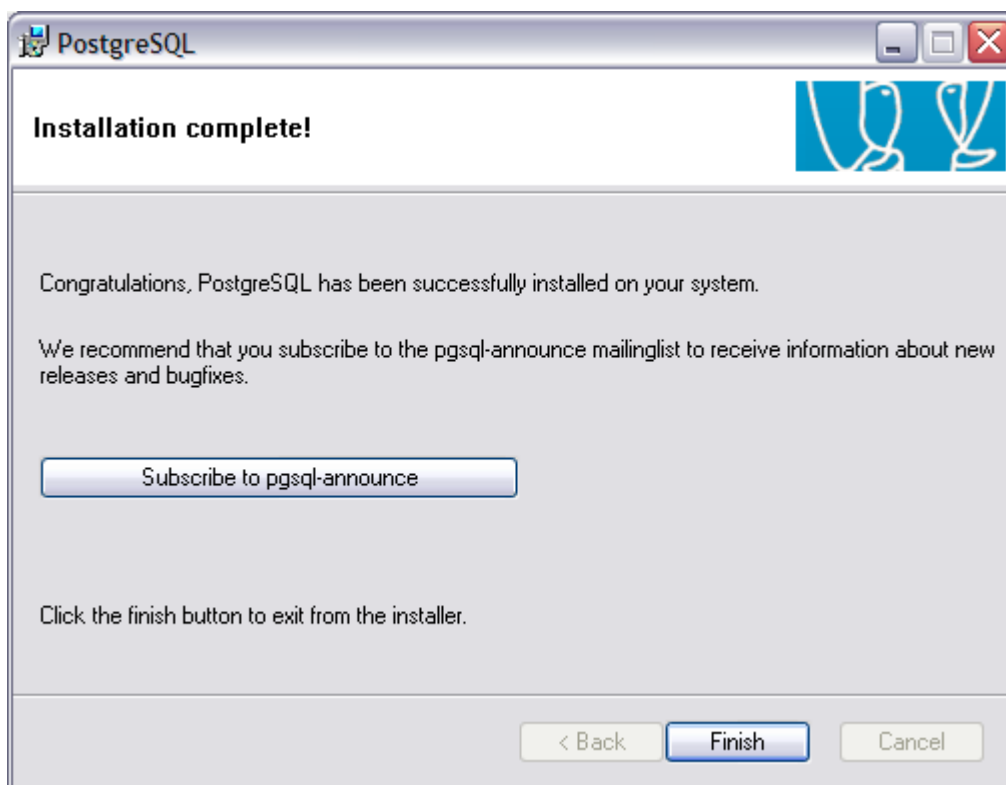 PostgreSQL
Installation complete!
Congratulations, PostgreSQL has been successfully installed on your system.
We recommend that you subscribe to the pgsql-announce mailinglist to receive information about new
releases and bugfixes.
Subscribe to pgsql-announce
Click the finish button to exit from the installer.
< Back Finish Cancel